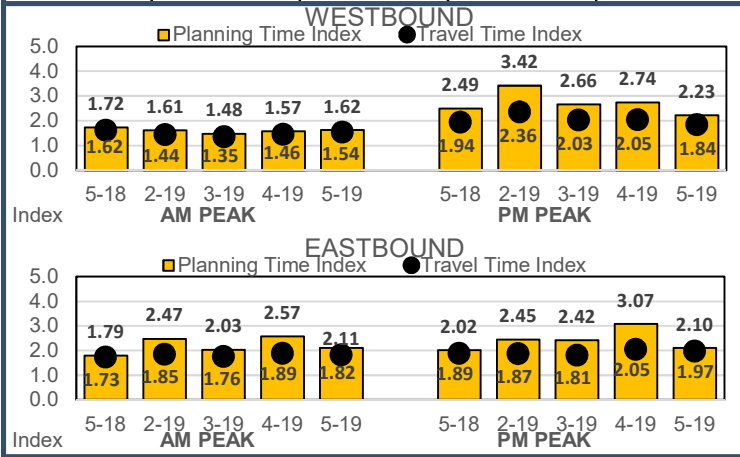 WESTBOUND
Planning Time Index Travel Time Index
5.0
4.0
3.0
2.0
1.0
0.0
1.72 1.61 1.48 1.57 1.62 2.49 3.42 2.66 2.74 2.23
1.62 1.44 1.35 1.46 1.54 1.94 2.36 2.03 2.05 1.84
5-18 2-19 3-19 4-19 5-19 5-18 2-19 3-19 4-19 5-19
Index AM PEAK PM PEAK
EASTBOUND
Planning Time Index Travel Time Index
5.0
4.0
3.0
2.0
1.0
0.0
1.79 2.47 2.03 2.57 2.11 2.02 2.45 2.42 3.07 2.10
1.73 1.85 1.76 1.89 1.82 1.89 1.87 1.81 2.05 1.97
5-18 2-19 3-19 4-19 5-19 5-18 2-19 3-19 4-19 5-19
Index AM PEAK PM PEAK